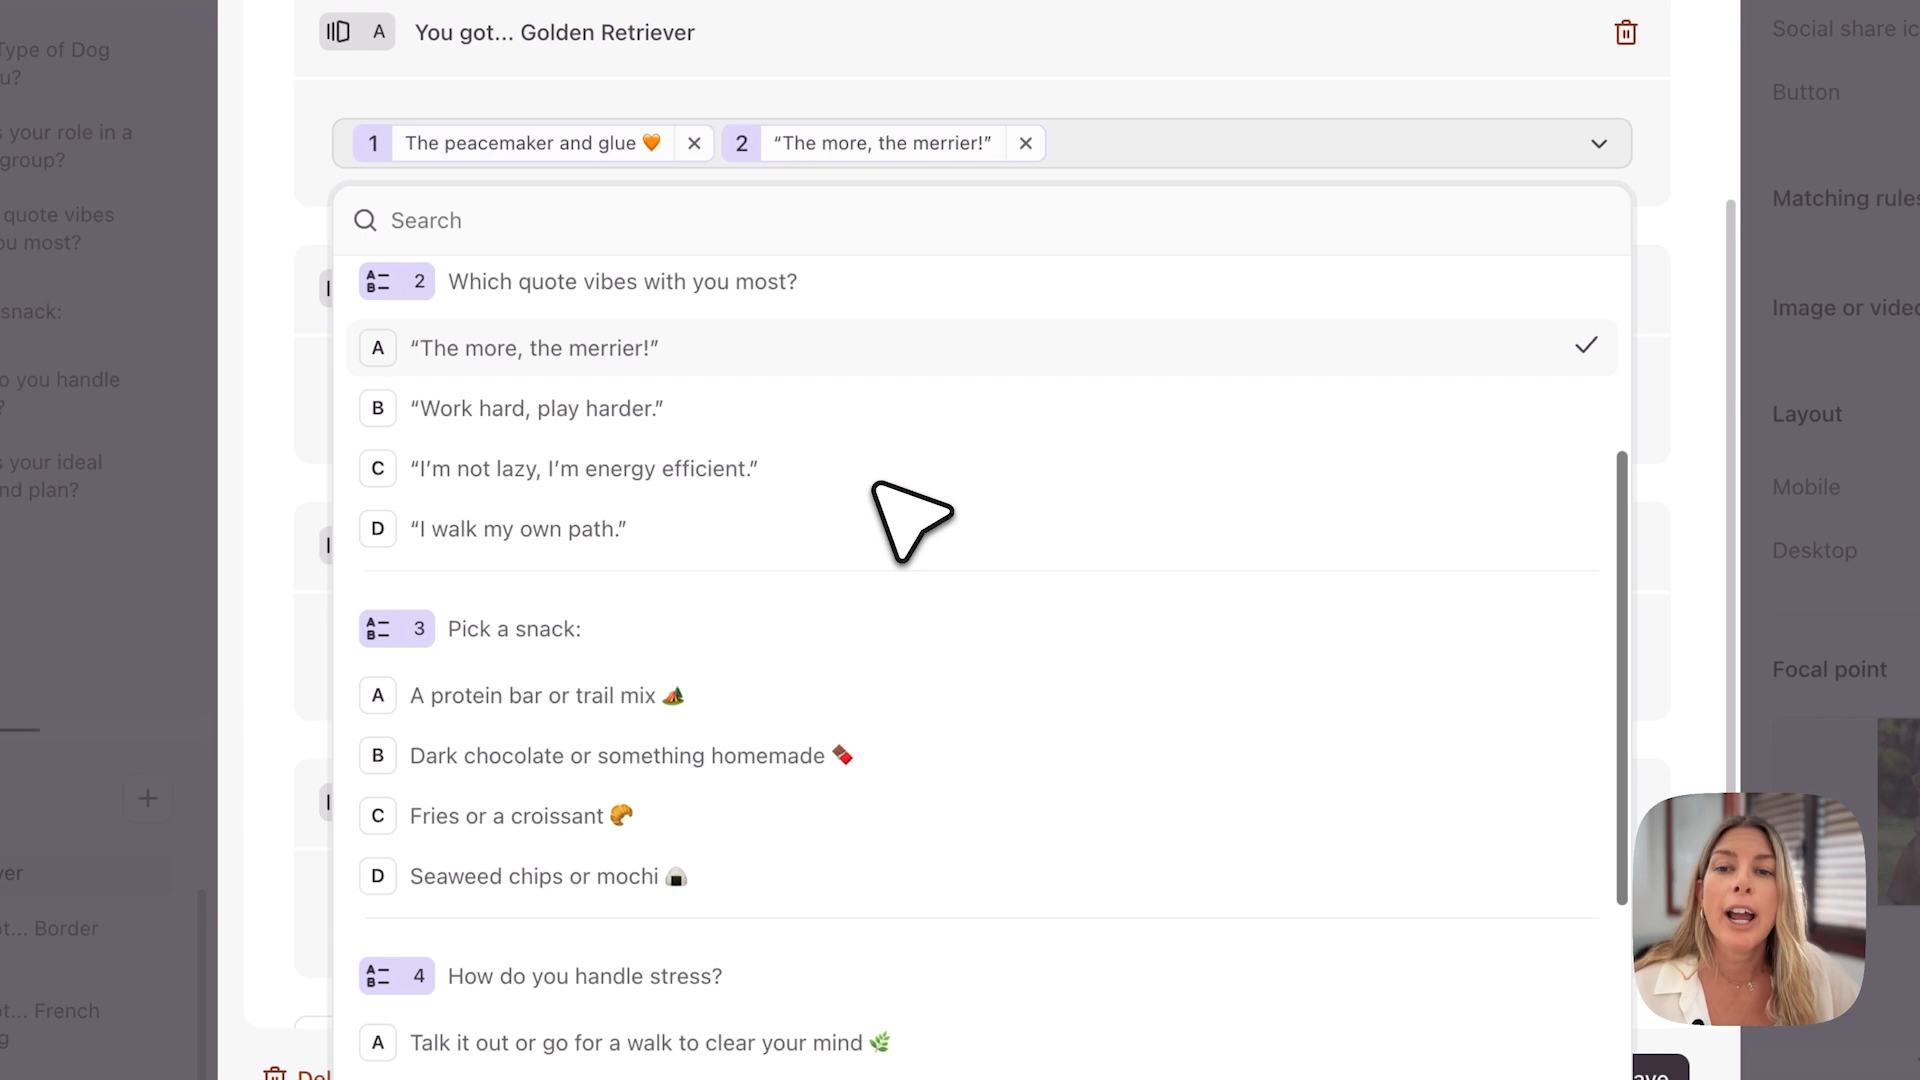 Type of Dog
u?
s your role in a
group?
quote vibes
ou most?
snack:
o you handle
?
s your ideal
nd plan?
ver
ot... Border
ot... French
g
A You got... Golden Retriever
1 The peacemaker and glue 🧡 2 “The more, the merrier!”
Search
2 Which quote vibes with you most?
A “The more, the merrier!”
B “Work hard, play harder.”
C “I’m not lazy, I’m energy efficient.”
D “I walk my own path.”
3 Pick a snack:
A A protein bar or trail mix 🏕️
B Dark chocolate or something homemade 🍫
C Fries or a croissant 🥐
D Seaweed chips or mochi 🍙
4 How do you handle stress?
A Talk it out or go for a walk to clear your mind 🌿
Del
ave
Social share ic
Button
Matching rules
Image or video
Layout
Mobile
Desktop
Focal point